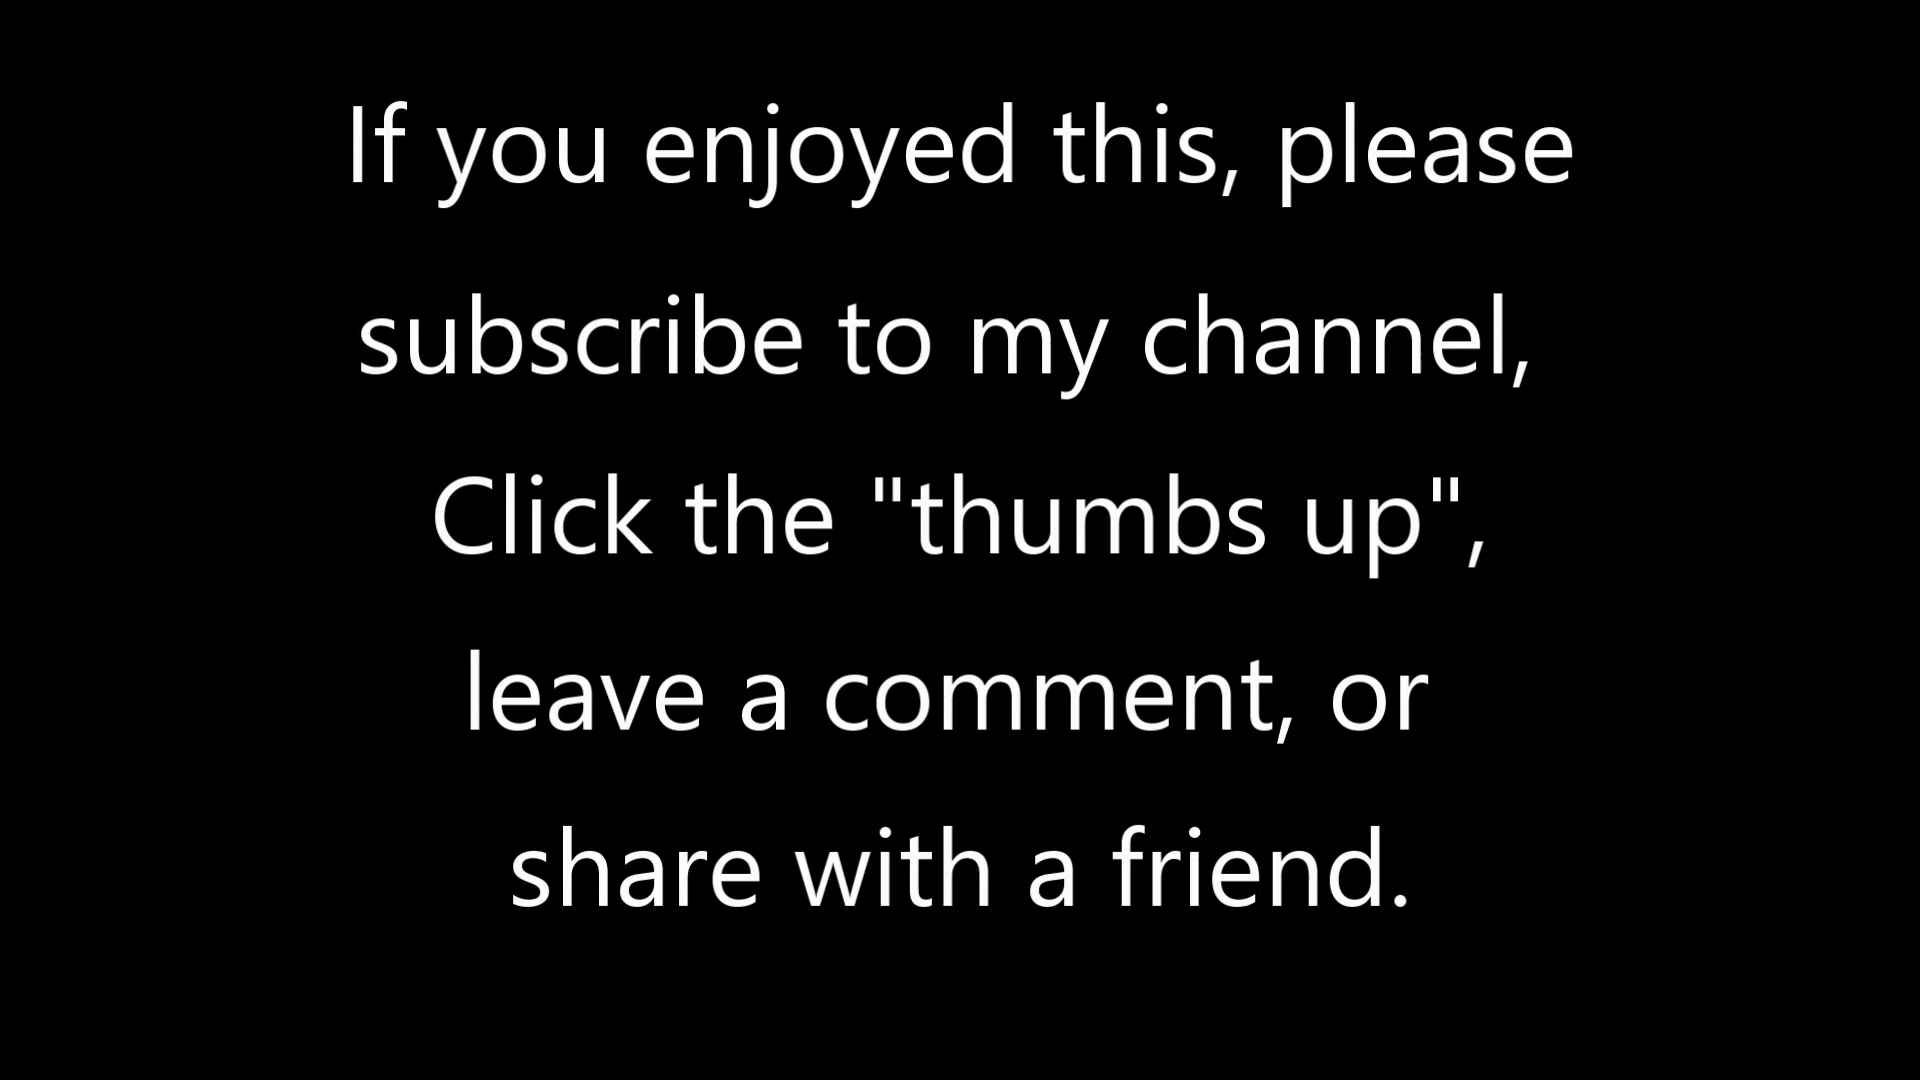 If you enjoyed this, please
subscribe to my channel,
Click the "thumbs up",
leave a comment, or
share with a friend.